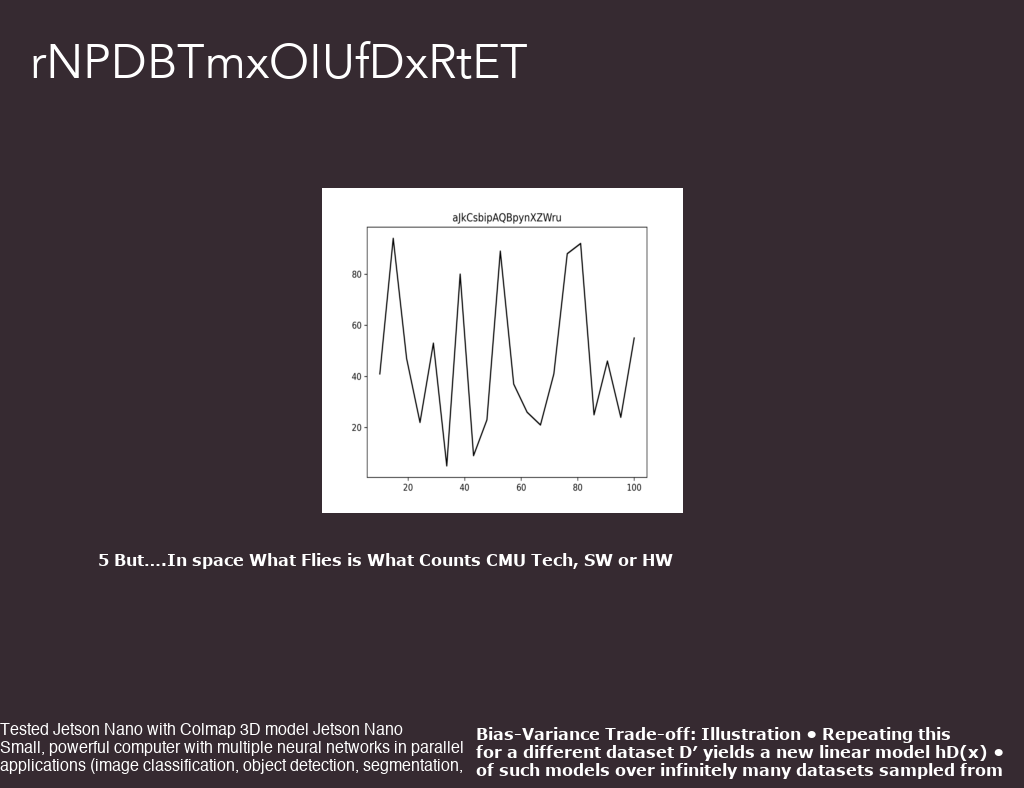 rNPDBTmxOIUfDxRtET
aJkCsbipAQBpynXZWru
80
60
40
20
20 40 60 80 100
5 But….In space What Flies is What Counts CMU Tech, SW or HW
Tested Jetson Nano with Colmap 3D model Jetson Nano
Small, powerful computer with multiple neural networks in parallel
applications (image classification, object detection, segmentation,
Bias-Variance Trade-off: Illustration ● Repeating this
for a different dataset D’ yields a new linear model hD(x) ●
of such models over infinitely many datasets sampled from